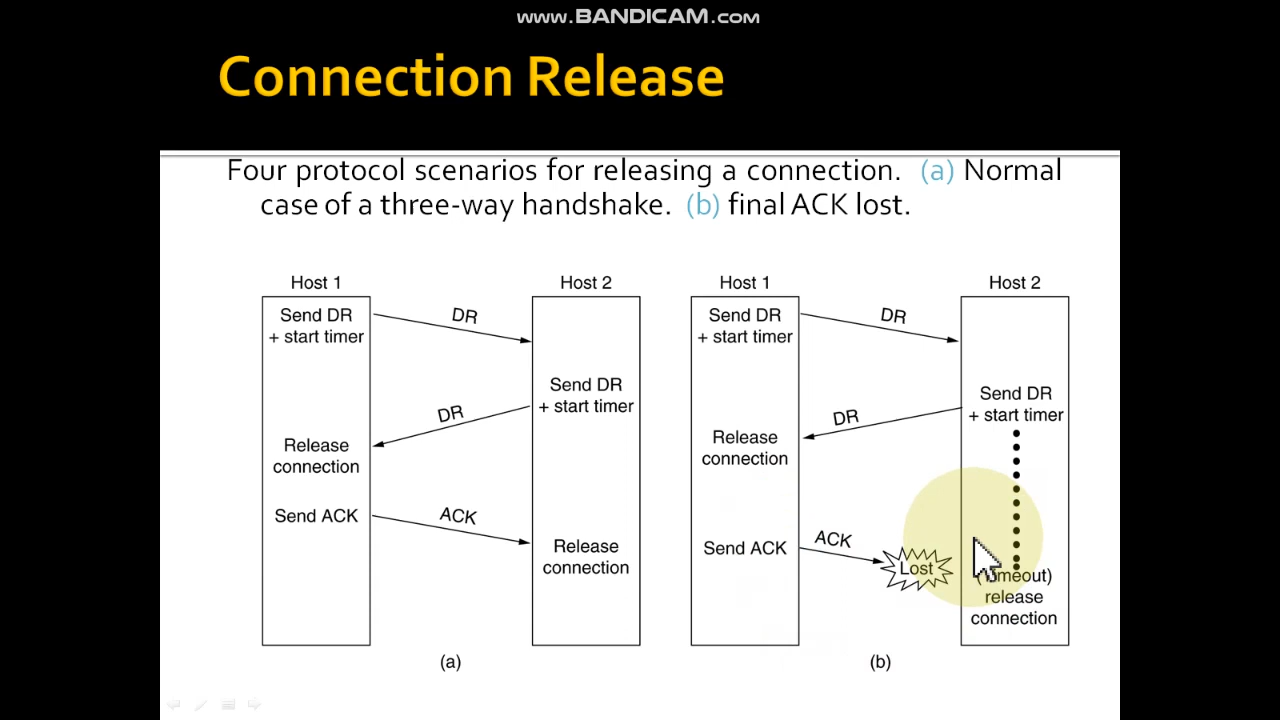 www.BANDICAM.com
Connection Release
Four protocol scenarios for releasing a connection. (a) Normal
case of a three-way handshake. (b) final ACK lost.
Host 1
Host 2
Send DR
+ start timer
DR
Send DR
+ start timer
DR
Release
connection
Send ACK
ACK
Release
connection
(a)
Host 1
Host 2
Send DR
+ start timer
DR
Send DR
+ start timer
DR
Release
connection
Send ACK
ACK
Lost
(Timeout)
release
connection
(b)